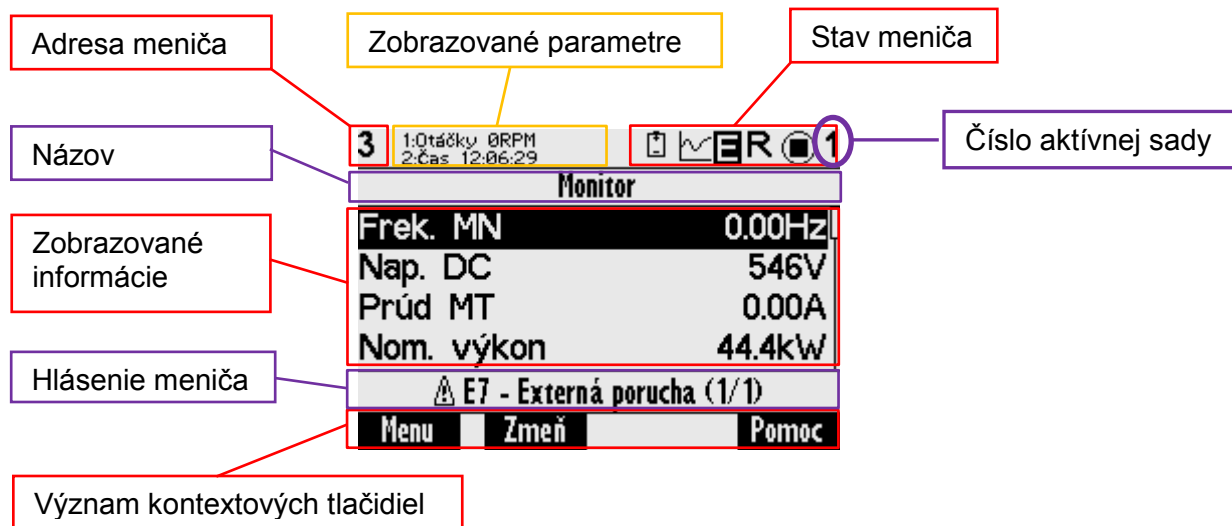 Adresa meniča
Zobrazované parametre
Stav meniča
3
1:Otáčky 0RPM
2:Čas 12:06:29
E R 1
Číslo aktívnej sady
Názov
Monitor
Zobrazované
informácie
Frek. MN 0.00Hz
Nap. DC 546V
Prúd MT 0.00A
Nom. výkon 44.4kW
Hlásenie meniča
⚠ E7 - Externá porucha (1/1)
Menu Zmeň Pomoc
Význam kontextových tlačidiel